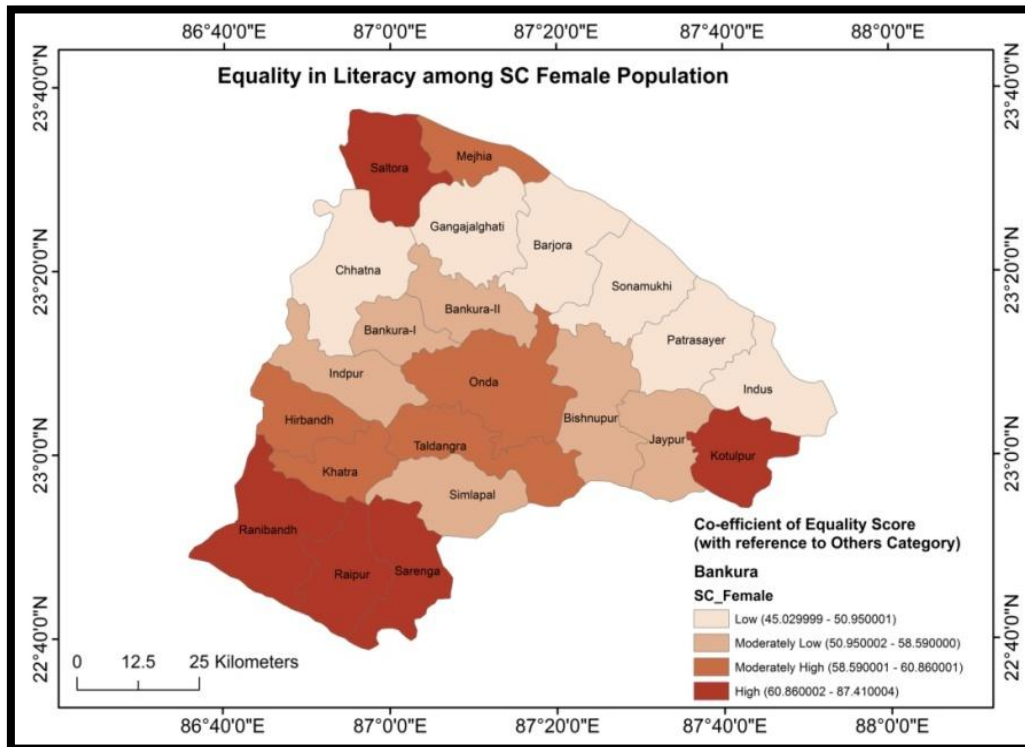 86°40'0"E 87°0'0"E 87°20'0"E 87°40'0"E 88°0'0"E
Equality in Literacy among SC Female Population
23°40'0"N
23°40'0"N
Saltora
Mejhia
Gangajalghati
Barjora
Chhatna
23°20'0"N
23°20'0"N
Sonamukhi
Bankura-II
Bankura-I
Patrasayer
Indpur
Onda
Indus
Hirbandh
Bishnupur
Jaypur
Taldangra
Kotulpur
23°0'0"N
23°0'0"N
Khatra
Simlapal
Ranibandh
Raipur
Sarenga
Co-efficient of Equality Score
(with reference to Others Category)
Bankura
SC_Female
Low (45.029999 - 50.950001)
Moderately Low (50.950002 - 58.590000)
Moderately High (58.590001 - 60.860001)
High (60.860002 - 87.410004)
22°40'0"N
22°40'0"N
0 12.5 25 Kilometers
86°40'0"E 87°0'0"E 87°20'0"E 87°40'0"E 88°0'0"E